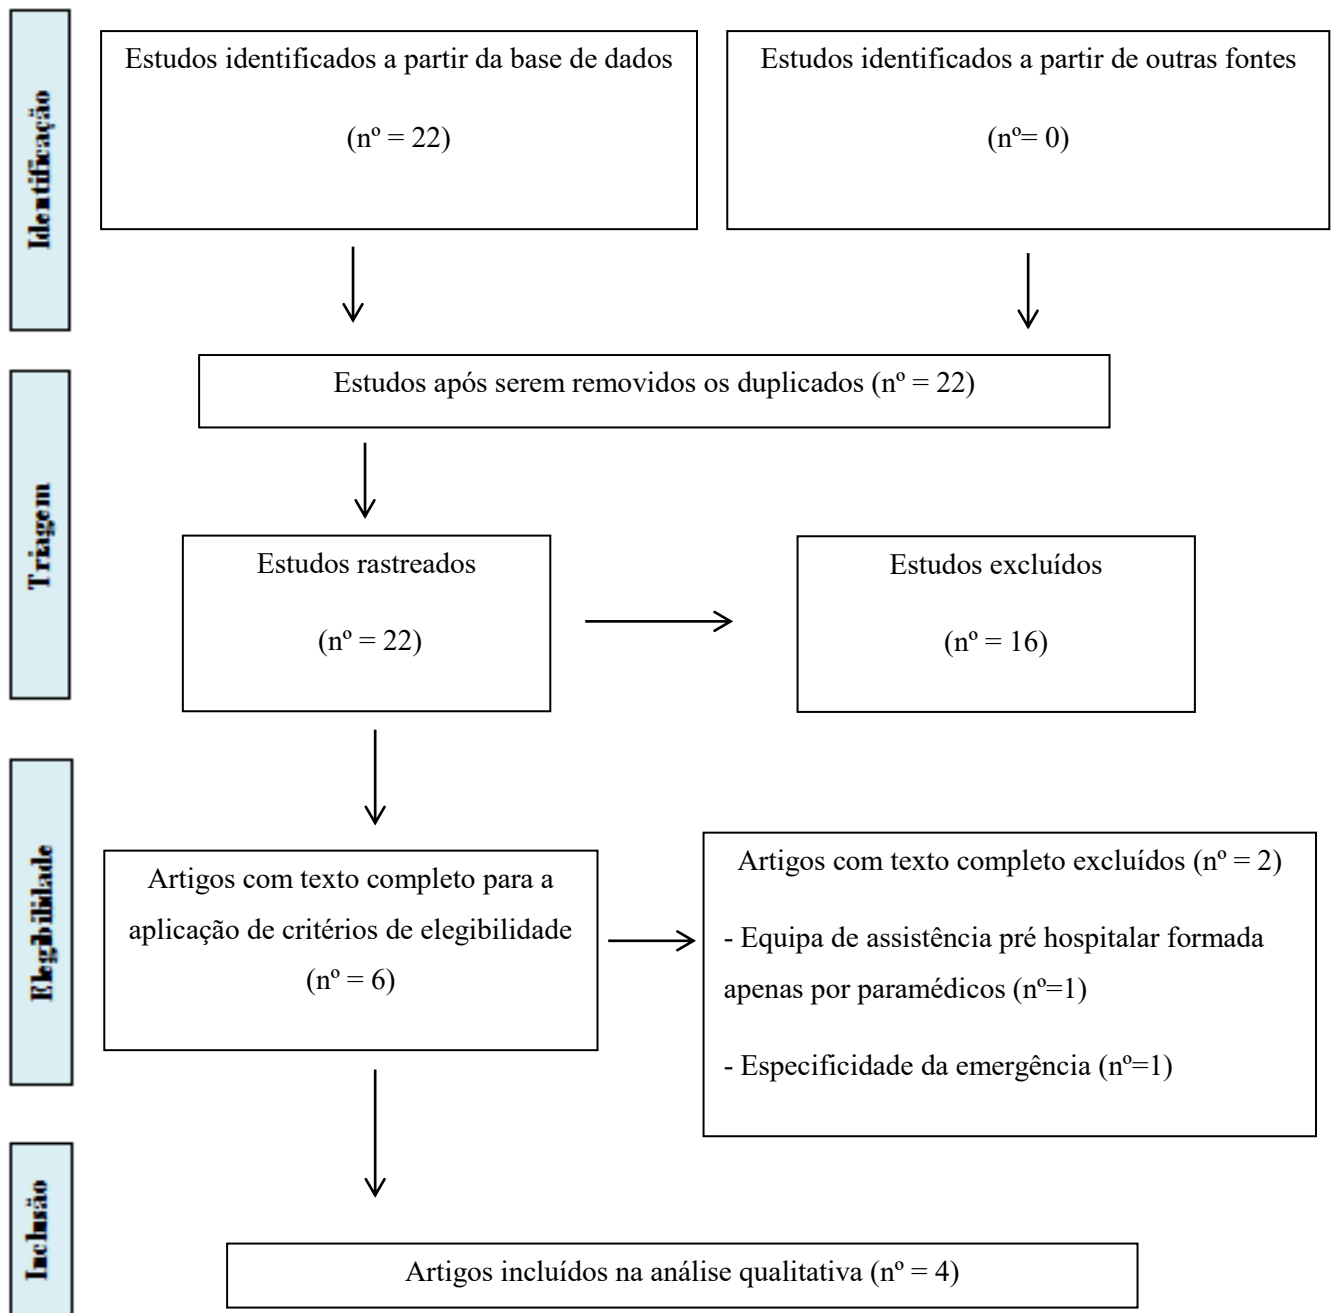 Identificação
Estudos identificados a partir da base de dados
(nº = 22)
Estudos identificados a partir de outras fontes
(nº= 0)
Triagem
Estudos após serem removidos os duplicados (nº = 22)
Estudos rastreados
(nº = 22)
Estudos excluídos
(nº = 16)
Elegibilidade
Artigos com texto completo para a
aplicação de critérios de elegibilidade
(nº = 6)
Artigos com texto completo excluídos (nº = 2)
- Equipa de assistência pré hospitalar formada
apenas por paramédicos (nº=1)
- Especificidade da emergência (nº=1)
Inclusão
Artigos incluídos na análise qualitativa (nº = 4)